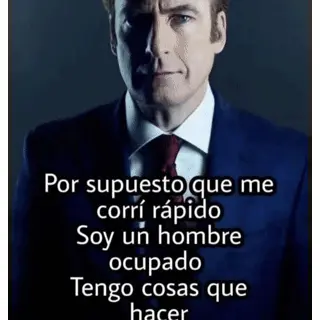 Por supuesto que me
corrí rápido
Soy un hombre
ocupado
Tengo cosas que
hacer